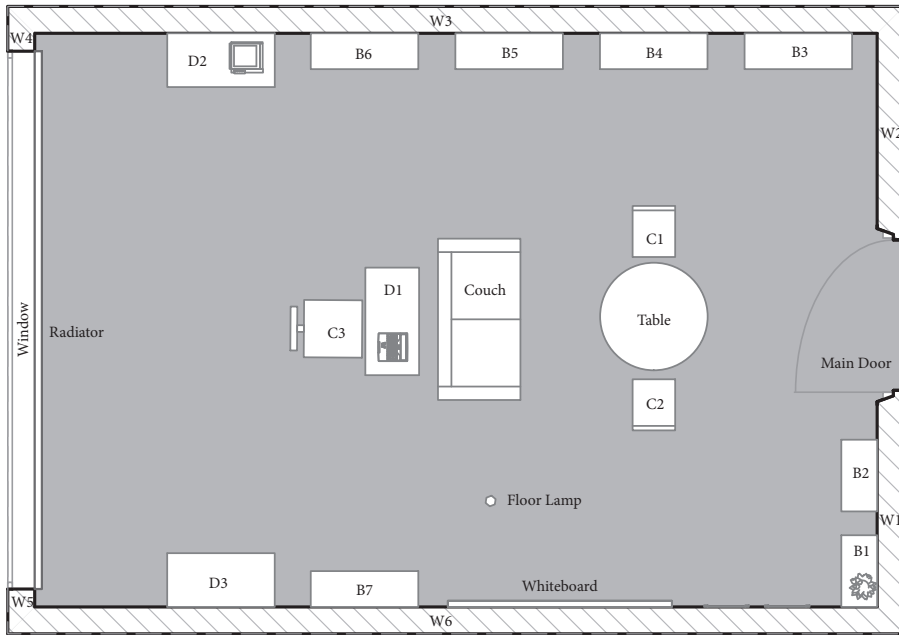 W3
W4
D2
B6
B5
B4
B3
W2
C1
D1
Couch
Window
Radiator
C3
Table
Main Door
C2
B2
Floor Lamp
W1
B1
D3
B7
Whiteboard
W5
W6